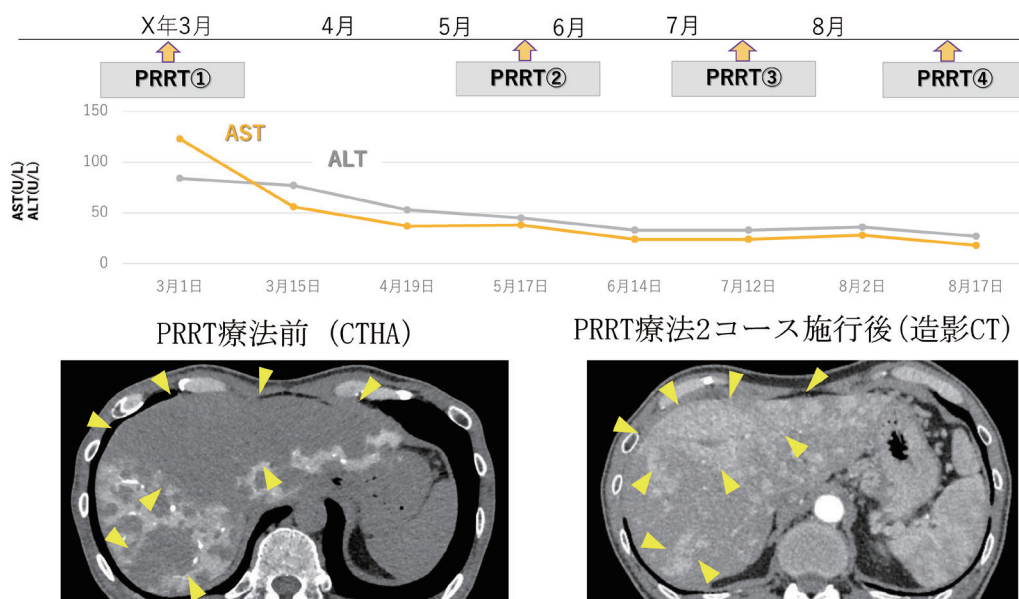 X年3月 4月 5月 6月 7月 8月
PRRT① PRRT② PRRT③ PRRT④
150
AST
100
ALT
50
0
AST(U/L)
ALT(U/L)
3月1日 3月15日 4月19日 5月17日 6月14日 7月12日 8月2日 8月17日
PRRT療法前 (CTHA)
PRRT療法2コース施行後(造影CT)